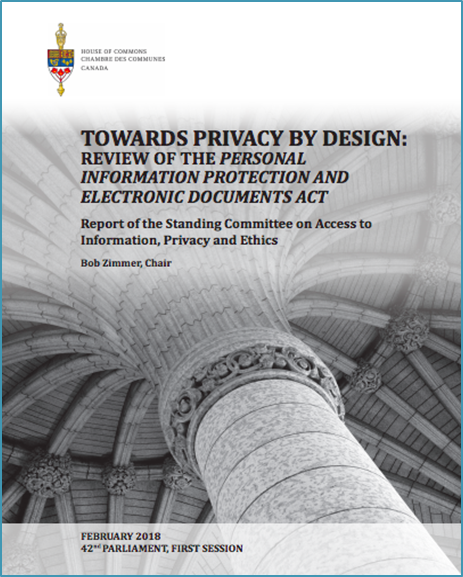 HOUSE OF COMMONS
CHAMBRE DES COMMUNES
CANADA
TOWARDS PRIVACY BY DESIGN:
REVIEW OF THE PERSONAL
INFORMATION PROTECTION AND
ELECTRONIC DOCUMENTS ACT
Report of the Standing Committee on Access to
Information, Privacy and Ethics
Bob Zimmer, Chair
FEBRUARY 2018
42nd PARLIAMENT, FIRST SESSION